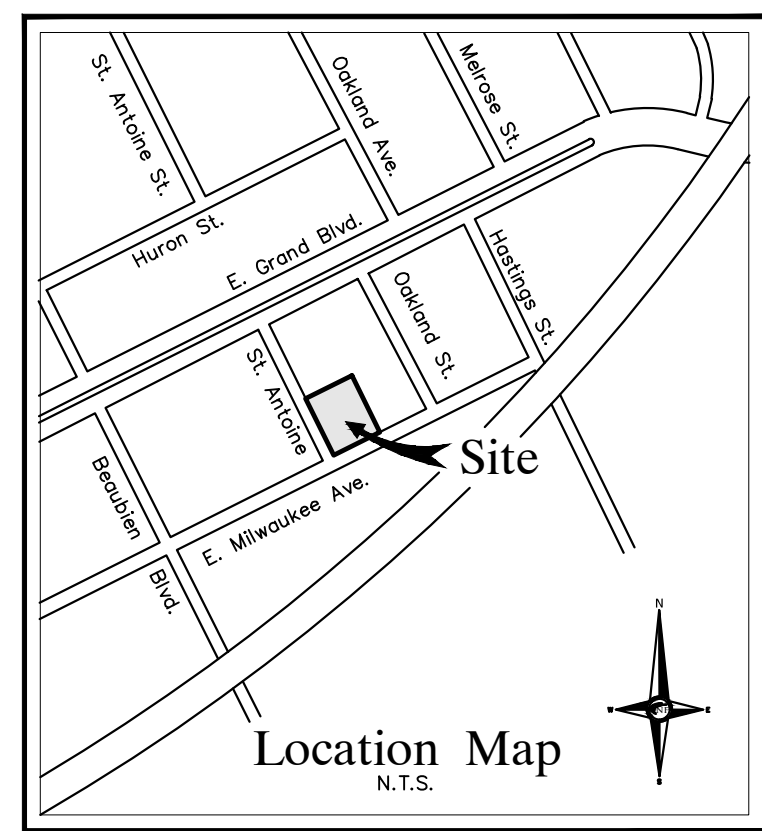 St. Antoine St.
Oakland Ave.
Melrose St.
Huron St.
E. Grand Blvd.
Hastings St.
Oakland St.
St. Antoine
Site
Beaubien
Blvd.
E. Milwaukee Ave.
N
W
E
S
Location Map
N.T.S.